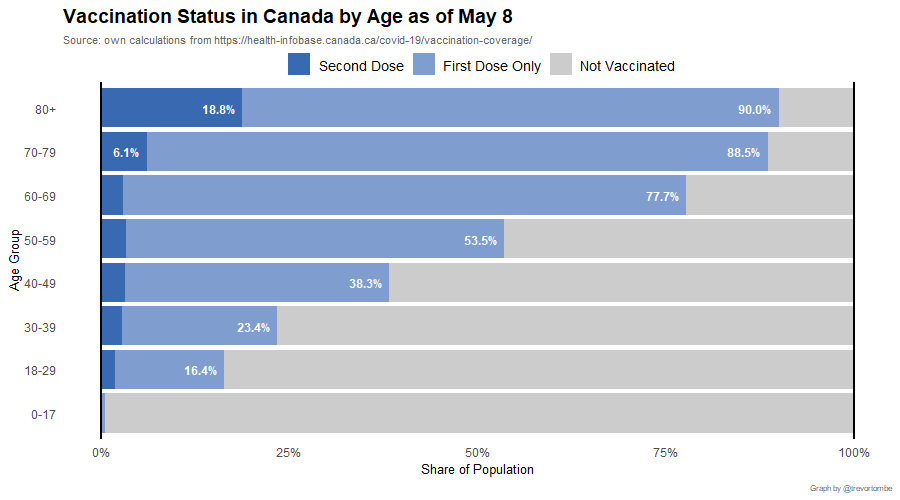 Vaccination Status in Canada by Age as of May 8
Source: own calculations from https://health-infobase.canada.ca/covid-19/vaccination-coverage/
Second Dose First Dose Only Not Vaccinated
80+ 18.8% 90.0%
70-79 6.1% 88.5%
60-69 77.7%
50-59 53.5%
Age Group
40-49 38.3%
30-39 23.4%
18-29 16.4%
0-17
0% 25% 50% 75% 100%
Share of Population
Graph by @trevortombe